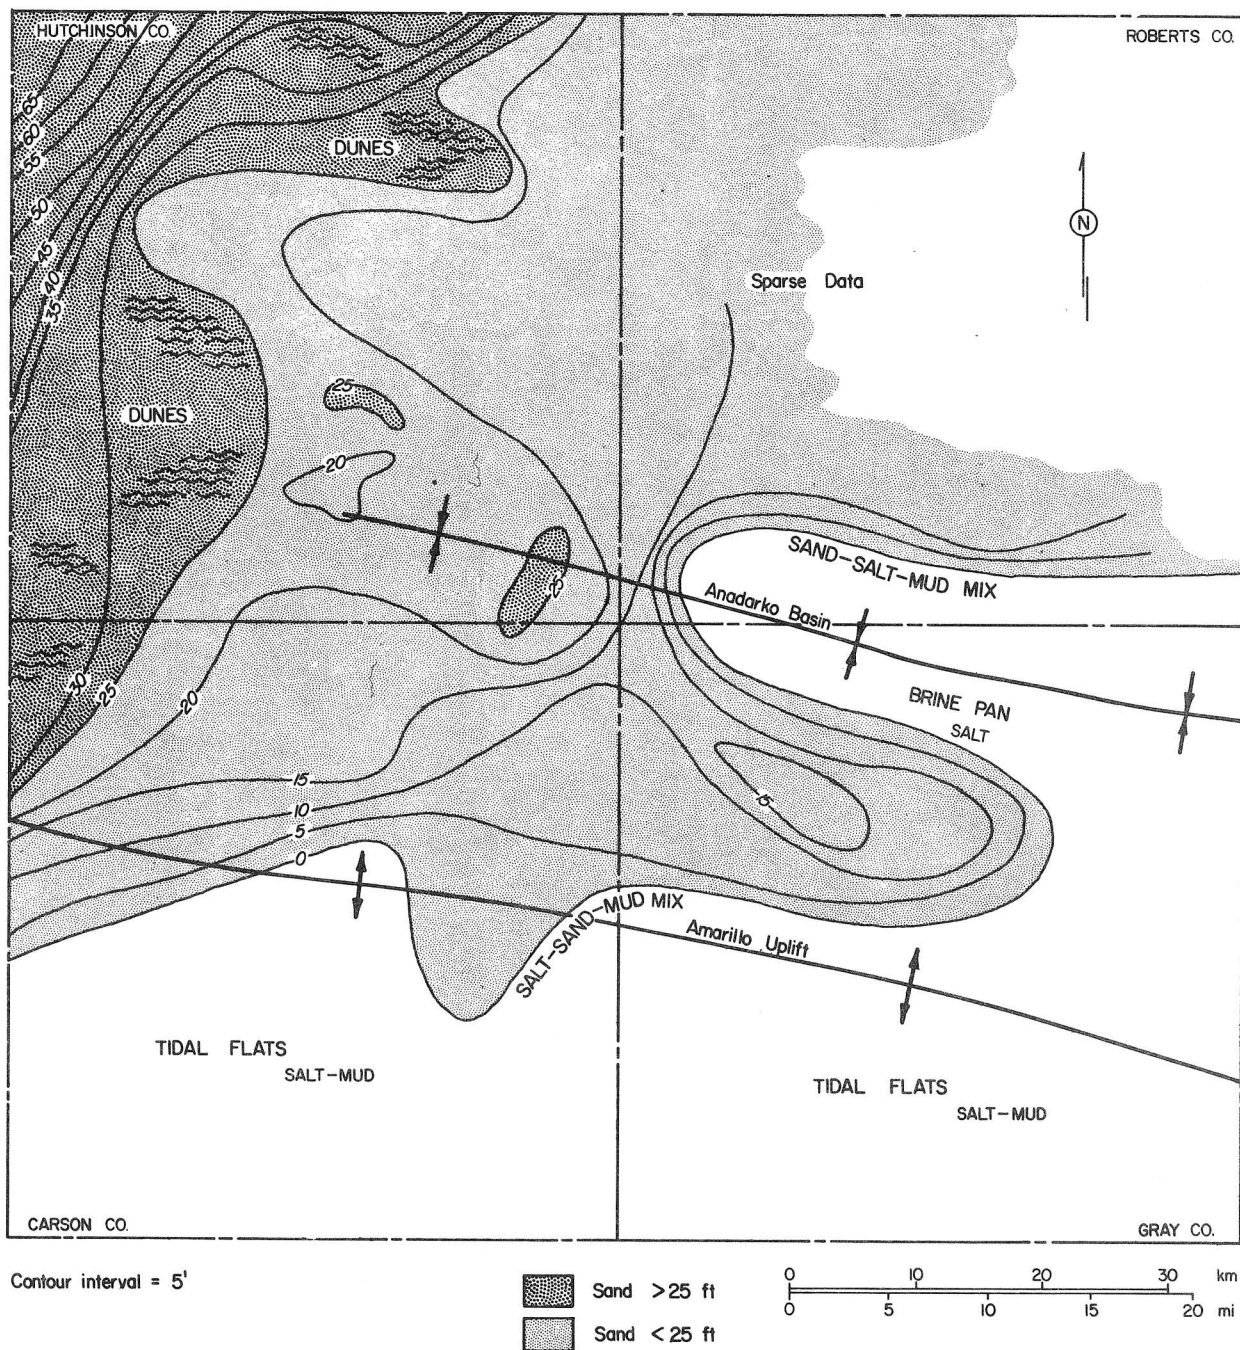 HUTCHINSON CO.
ROBERTS CO.
65
60
55
50
45
40
35
DUNES
N
Sparse Data
25
DUNES
20
25
SAND-SALT-MUD MIX
Anadarko Basin
BRINE PAN
SALT
30
25
20
15
15
10
5
0
SALT-SAND-MUD MIX
Amarillo Uplift
TIDAL FLATS
SALT-MUD
TIDAL FLATS
SALT-MUD
CARSON CO.
GRAY CO.
Contour interval = 5'
Sand >25 ft
Sand <25 ft
0 10 20 30 km
0 5 10 15 20 mi